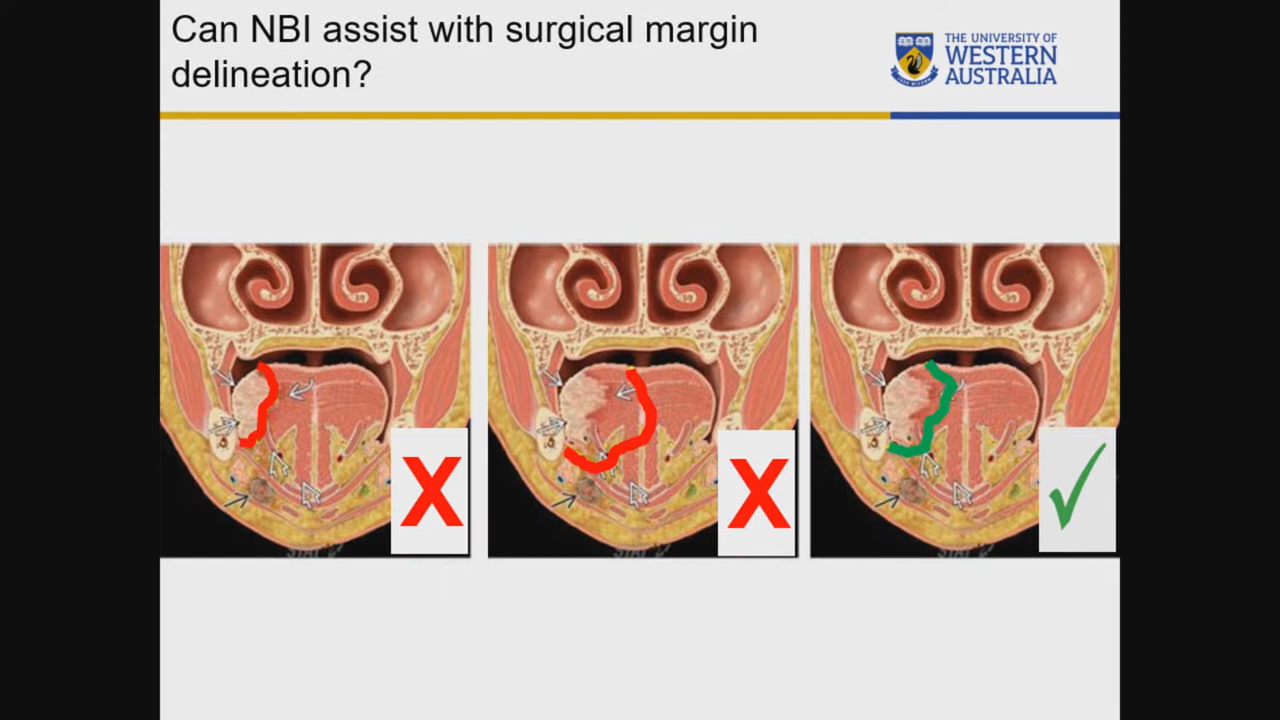 Can NBI assist with surgical margin
delineation?
THE UNIVERSITY OF
WESTERN
AUSTRALIA
X
X